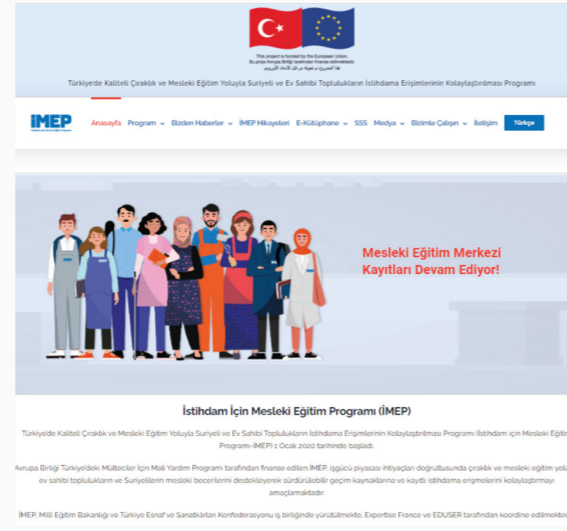 This project is funded by the European Union.
Bu proje Avrupa Birliği tarafından finanse edilmektedir.
Türkiye'de Kaliteli Çıraklık ve Mesleki Eğitim Yoluyla Suriyeli ve Ev Sahibi Toplulukların İstihdama Erişimlerinin Kolaylaştırılması Programı
İMEP
Anasayfa Program Bizden Haberler İMEP Hikayeleri E-Kütüphane SSS Medya Bizimle Çalışın İletişim Türkçe
Mesleki Eğitim Merkezi
Kayıtları Devam Ediyor!
İstihdam İçin Mesleki Eğitim Programı (İMEP)
Türkiye'de Kaliteli Çıraklık ve Mesleki Eğitim Yoluyla Suriyeli ve Ev Sahibi Toplulukların İstihdama Erişimlerinin Kolaylaştırılması Programı (İstihdam için Mesleki Eğitim
Programı-İMEP) 1 Ocak 2020 tarihinde başladı.
Avrupa Birliği Türkiye'deki Mülteciler İçin Mali Yardım Programı tarafından finanse edilen İMEP, işgücü piyasası ihtiyaçları doğrultusunda çıraklık ve mesleki eğitim yolu
ev sahibi toplulukların ve Suriyelilerin mesleki becerilerini destekleyerek sürdürülebilir geçim kaynaklarına ve kayıtlı istihdama erişmelerini kolaylaştırmayı
amaçlamaktadır.
İMEP, Milli Eğitim Bakanlığı ve Türkiye Esnaf ve Sanatkârları Konfederasyonu iş birliğinde yürütülmekte, Expertise France ve EDUSER tarafından koordine edilmekte